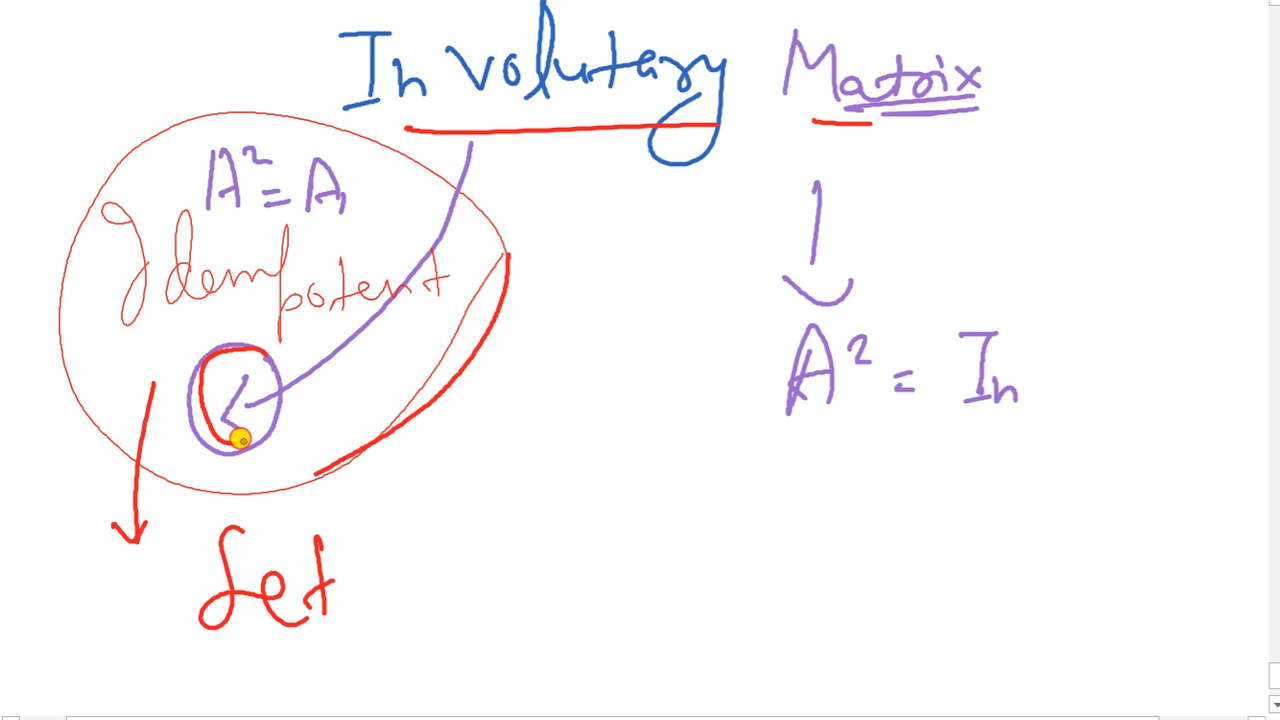 Involutary Matrix
A² = A,
Idempotent
A² = In
Set